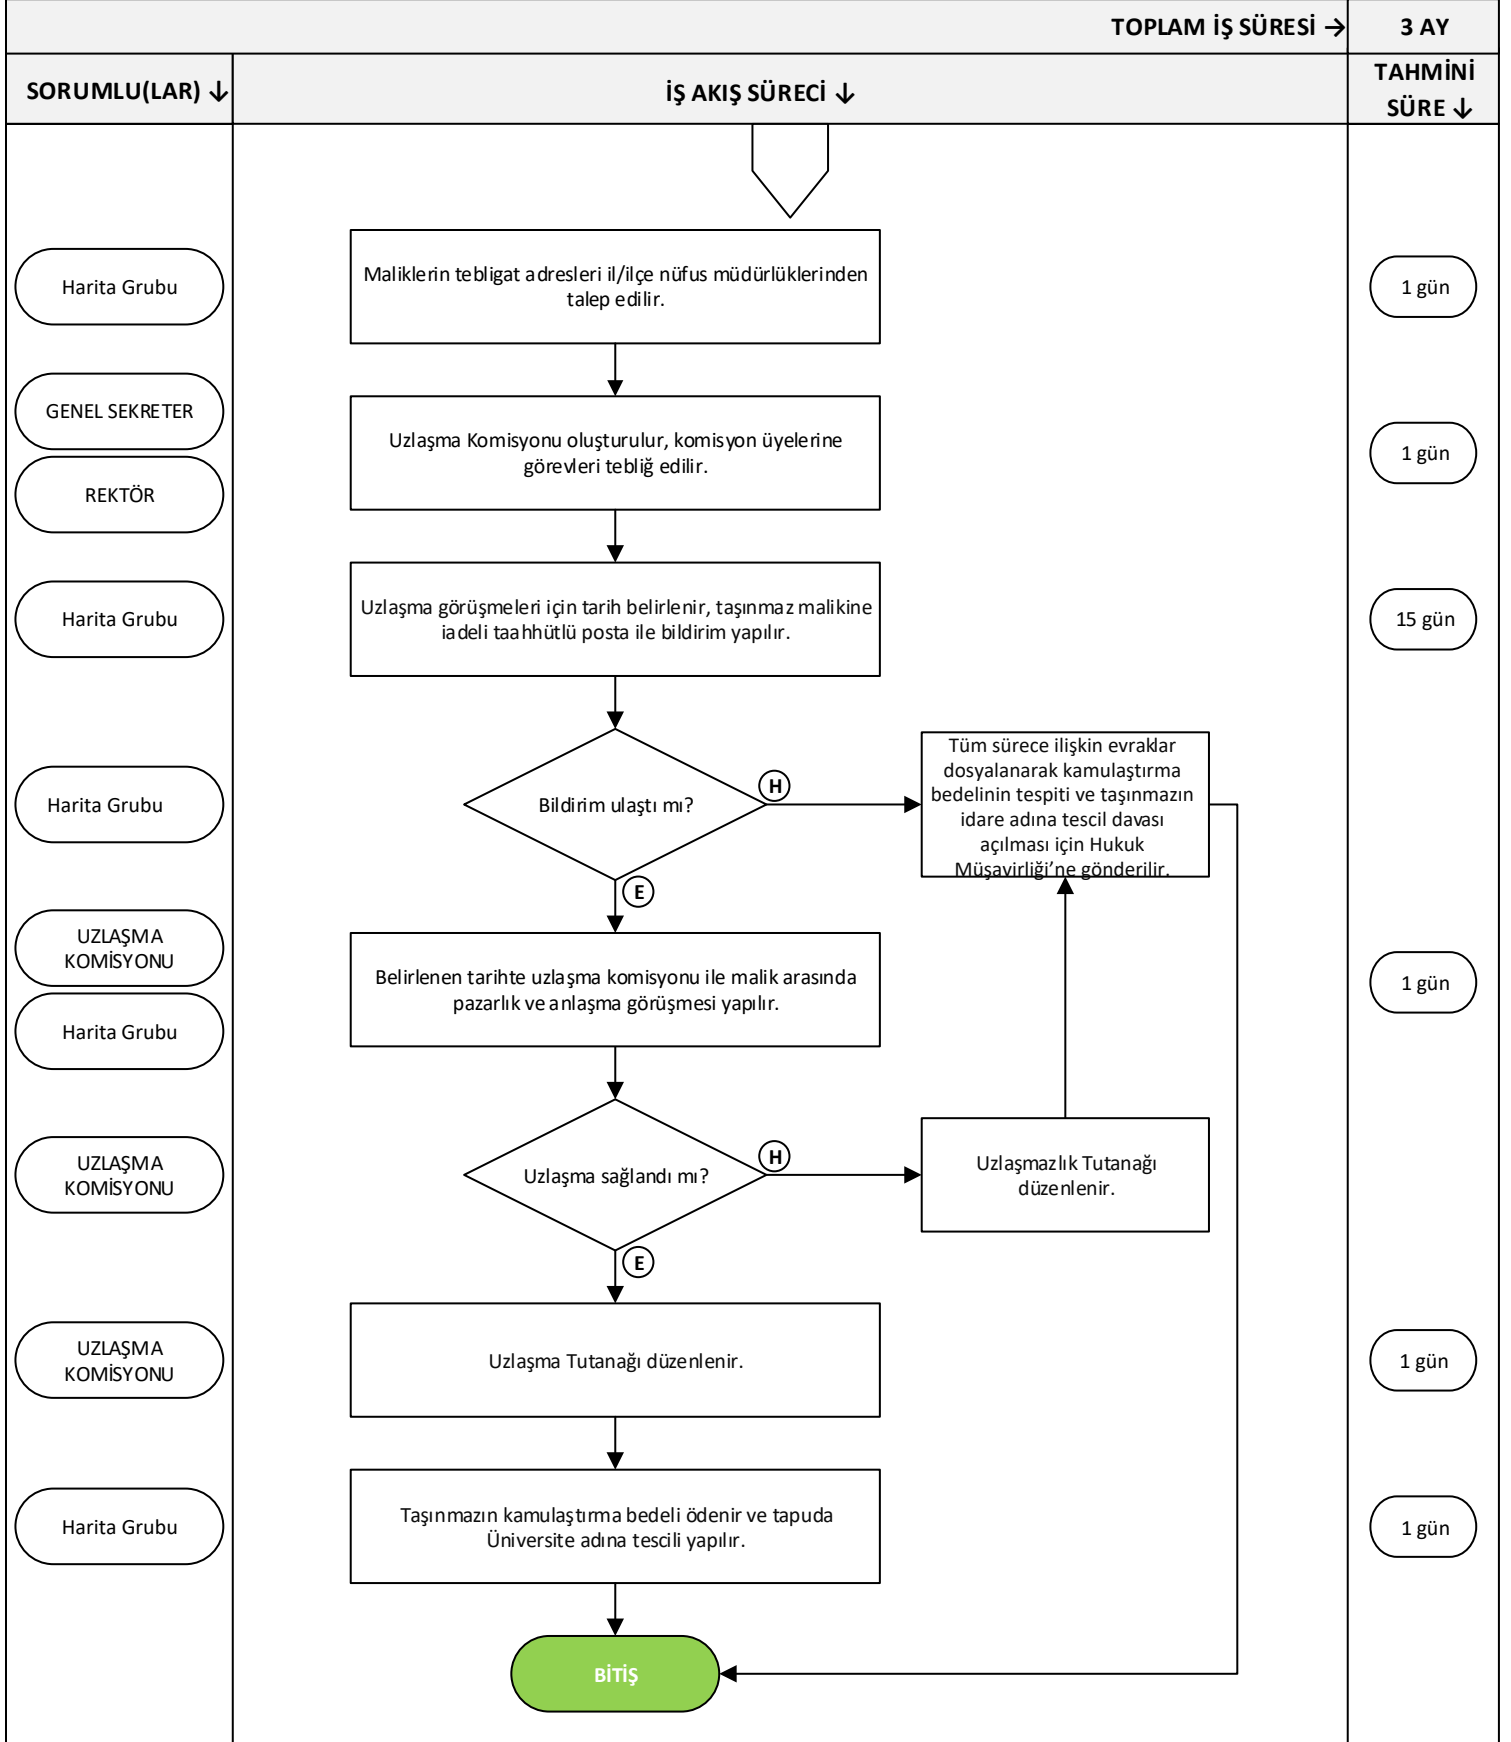 TOPLAM İŞ SÜRESİ →
3 AY
SORUMLU(LAR) ↓
İŞ AKIŞ SÜRECİ ↓
TAHMİNİ
SÜRE ↓
Harita Grubu
Maliklerin tebligat adresleri il/ilçe nüfus müdürlüklerinden
talep edilir.
1 gün
GENEL SEKRETER
REKTÖR
Uzlaşma Komisyonu oluşturulur, komisyon üyelerine
görevleri tebliğ edilir.
1 gün
Harita Grubu
Uzlaşma görüşmeleri için tarih belirlenir, taşınmaz malikine
iadeli taahhütlü posta ile bildirim yapılır.
15 gün
Harita Grubu
Bildirim ulaştı mı?
H
E
Tüm sürece ilişkin evraklar
dosyalanarak kamulaştırma
bedelinin tespiti ve taşınmazın
idare adına tescil davası
açılması için Hukuk
Müşavirliği’ne gönderilir.
UZLAŞMA
KOMİSYONU
Harita Grubu
Belirlenen tarihte uzlaşma komisyonu ile malik arasında
pazarlık ve anlaşma görüşmesi yapılır.
1 gün
UZLAŞMA
KOMİSYONU
Uzlaşma sağlandı mı?
H
E
Uzlaşmazlık Tutanağı
düzenlenir.
UZLAŞMA
KOMİSYONU
Uzlaşma Tutanağı düzenlenir.
1 gün
Harita Grubu
Taşınmazın kamulaştırma bedeli ödenir ve tapuda
Üniversite adına tescili yapılır.
1 gün
BİTİŞ